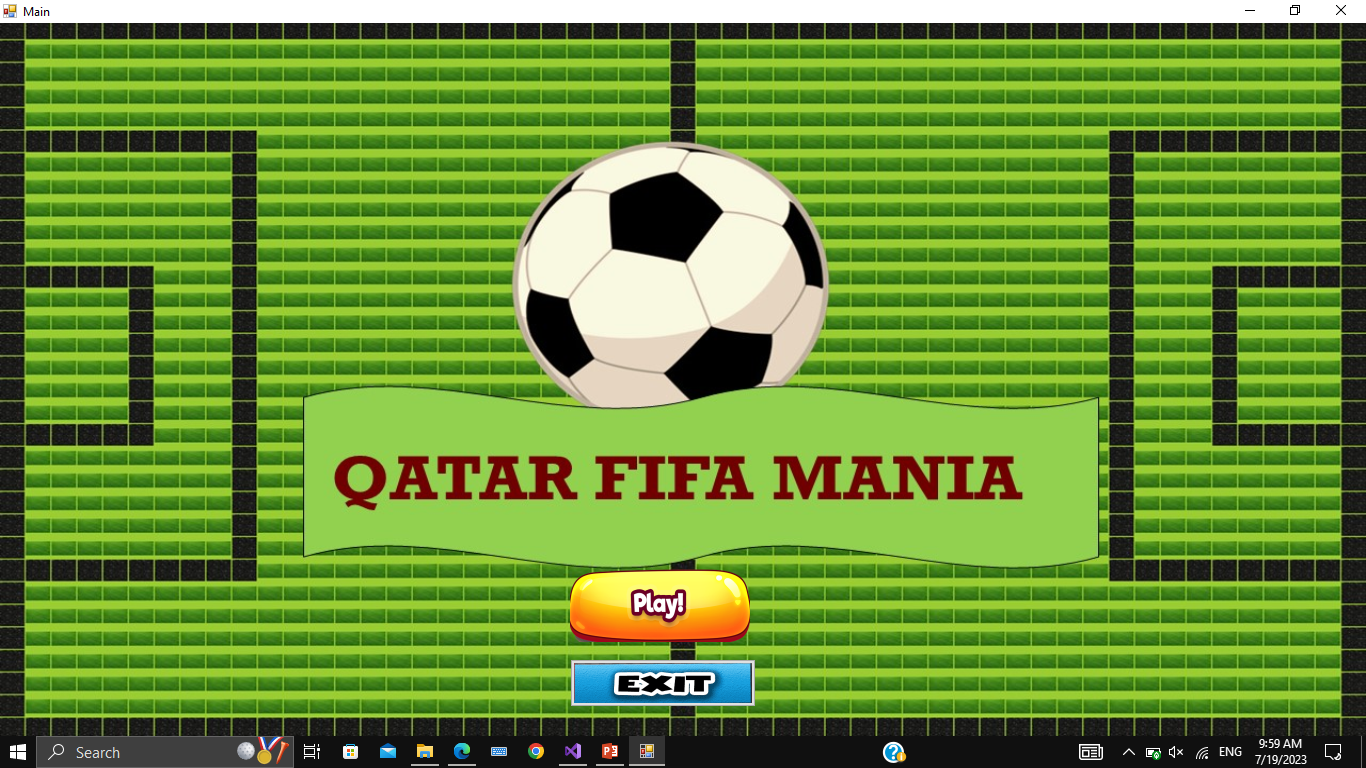 Main
QATAR FIFA MANIA
Play!
EXIT
Search
ENG
9:59 AM
7/19/2023